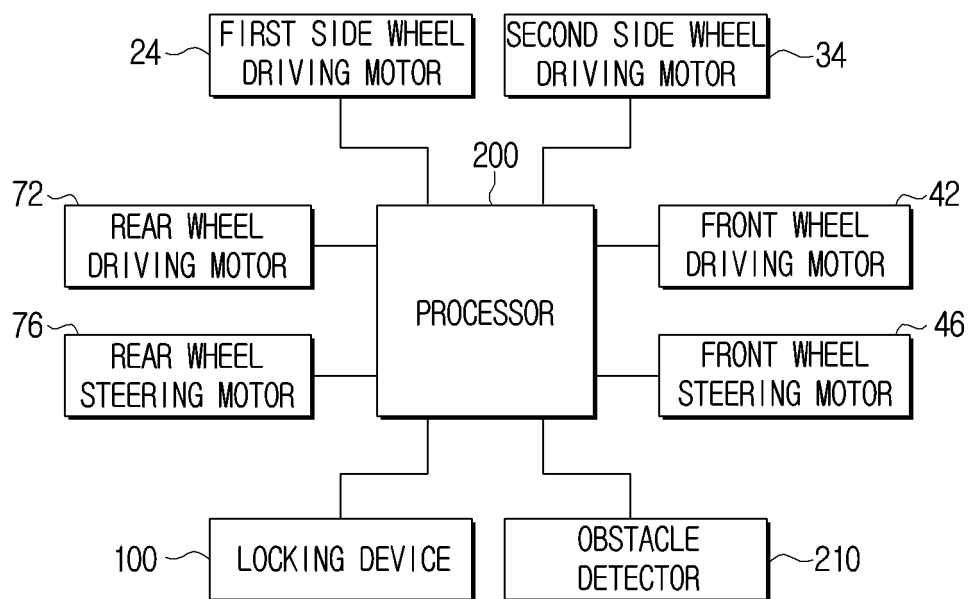 24
FIRST SIDE WHEEL
DRIVING MOTOR
SECOND SIDE WHEEL
DRIVING MOTOR
34
200
72
REAR WHEEL
DRIVING MOTOR
FRONT WHEEL
DRIVING MOTOR
42
PROCESSOR
76
REAR WHEEL
STEERING MOTOR
FRONT WHEEL
STEERING MOTOR
46
100
LOCKING DEVICE
OBSTACLE
DETECTOR
210